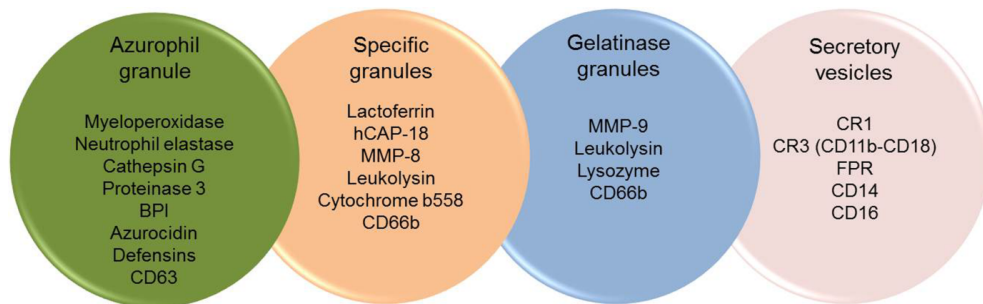 Azurophil
granule
Myeloperoxidase
Neutrophil elastase
Cathepsin G
Proteinase 3
BPI
Azurocidin
Defensins
CD63
Specific
granules
Lactoferrin
hCAP-18
MMP-8
Leukolysin
Cytochrome b558
CD66b
Gelatinase
granules
MMP-9
Leukolysin
Lysozyme
CD66b
Secretory
vesicles
CR1
CR3 (CD11b-CD18)
FPR
CD14
CD16